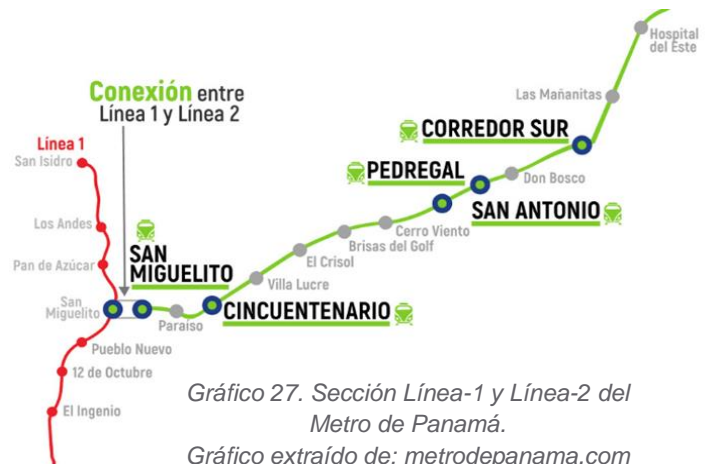 Hospital
del Este
Las Mañanitas
Conexión entre
Línea 1 y Línea 2
CORREDOR SUR
Línea 1
San Isidro
PEDREGAL
Don Bosco
SAN ANTONIO
Los Andes
Cerro Viento
Brisas del Golf
SAN
MIGUELITO
El Crisol
Pan de Azúcar
Villa Lucre
San
Miguelito
CINCUENTENARIO
Paraiso
Pueblo Nuevo
12 de Octubre
El Ingenio
Gráfico 27. Sección Línea-1 y Línea-2 del
Metro de Panamá.
Gráfico extraído de: metrodepanama.com